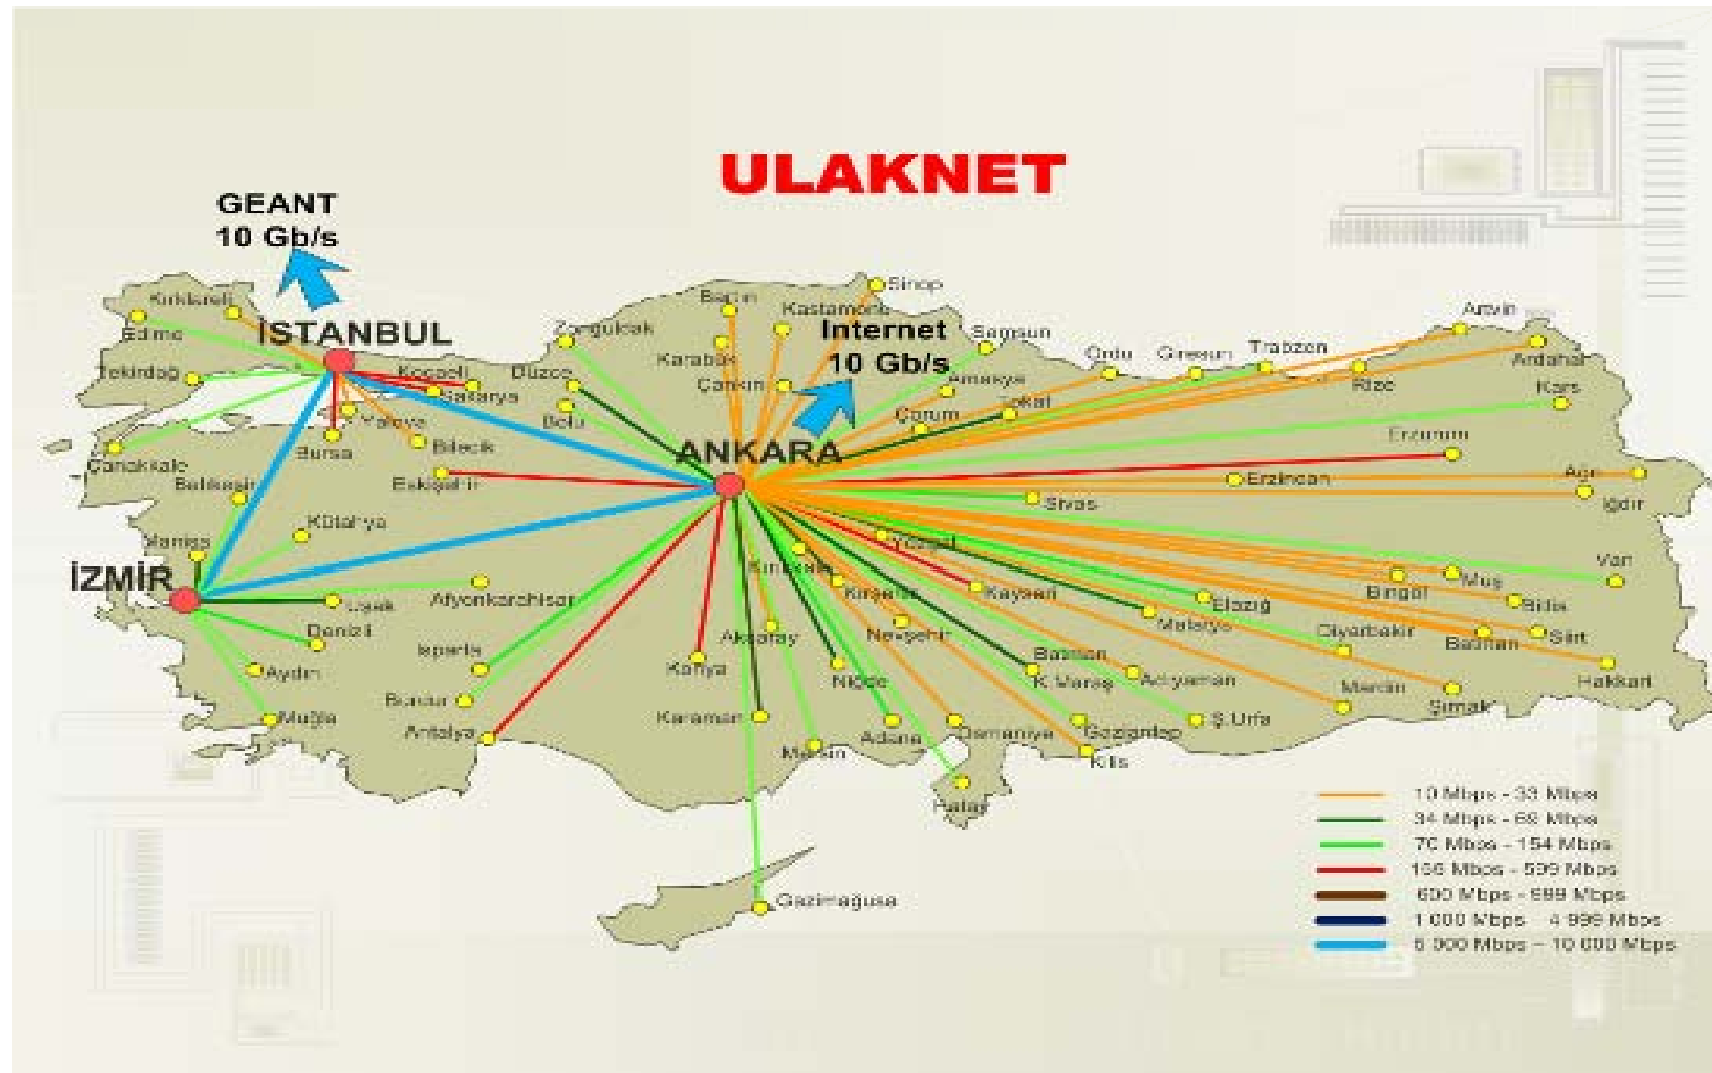 ULAKNET
GEANT
10 Gb/s
Sinop
Kırklareli
Bartın
Kastamonu
Artvin
İSTANBUL
Zonguldak
Internet
Samsun
Edirne
10 Gb/s
Karabük
Ordu
Giresun
Trabzon
Ardahan
Tekirdağ
Kocaeli
Düzce
Çankırı
Amasya
Rize
Kars
Sakarya
Tokat
Yalova
Bolu
Çorum
Erzurum
Bursa
Bilecik
ANKARA
Çanakkale
Balıkesir
Eskişehir
Erzincan
Ağrı
Sivas
Iğdır
Kütahya
Manisa
Yozgat
Van
İZMİR
Kırıkkale
Muş
Uşak
Afyonkarahisar
Kırşehir
Kayseri
Bingöl
Elazığ
Bitlis
Denizli
Aksaray
Nevşehir
Malatya
Diyarbakır
Batman
Siirt
Isparta
Batman
Aydın
Konya
Niğde
K.Maraş
Adıyaman
Mardin
Hakkari
Burdur
Şırnak
Muğla
Antalya
Karaman
Adana
Osmaniye
Gaziantep
Ş.Urfa
Mersin
Kilis
Hatay
Gazimağusa
10 Mbps - 33 Mbps
34 Mbps - 69 Mbps
70 Mbps - 154 Mbps
155 Mbps - 599 Mbps
600 Mbps - 999 Mbps
1 000 Mbps – 4 999 Mbps
5 000 Mbps – 10 000 Mbps